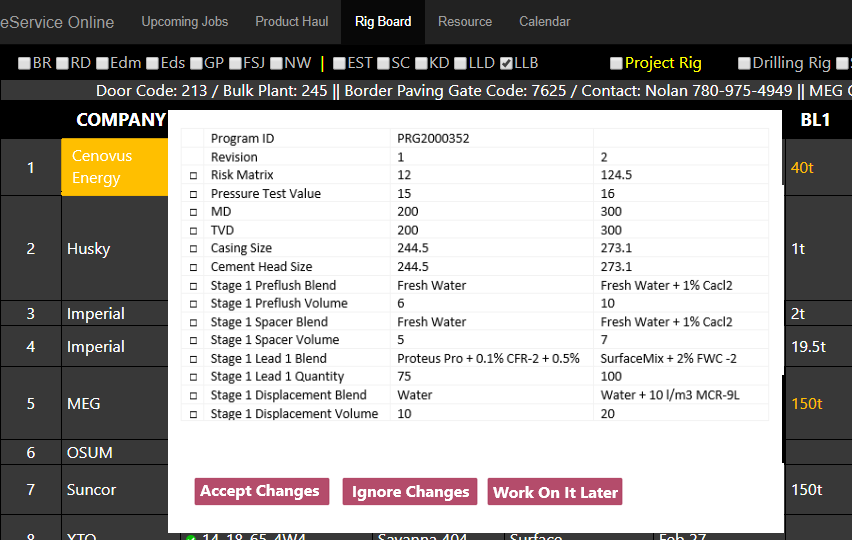 eService Online Upcoming Jobs Product Haul Rig Board Resource Calendar
BR RD Edm Eds GP FSJ NW | EST SC KD LLD LLB Project Rig Drilling Rig
Door Code: 213 / Bulk Plant: 245 || Border Paving Gate Code: 7625 / Contact: Nolan 780-975-4949 || MEG
COMPANY BL1
1 Cenovus Energy 40t
2 Husky 1t
3 Imperial 2t
4 Imperial 19.5t
5 MEG 150t
6 OSUM
7 Suncor 150t
8 XTO 14-18-65-4W4 Savanna 404 Surface Feb 27
Program ID PRG2000352
Revision 1 2
Risk Matrix 12 124.5
Pressure Test Value 15 16
MD 200 300
TVD 200 300
Casing Size 244.5 273.1
Cement Head Size 244.5 273.1
Stage 1 Preflush Blend Fresh Water Fresh Water + 1% Cacl2
Stage 1 Preflush Volume 6 10
Stage 1 Spacer Blend Fresh Water Fresh Water + 1% Cacl2
Stage 1 Spacer Volume 5 7
Stage 1 Lead 1 Blend Proteus Pro + 0.1% CFR-2 + 0.5% SurfaceMix + 2% FWC -2
Stage 1 Lead 1 Quantity 75 100
Stage 1 Displacement Blend Water Water + 10 l/m3 MCR-9L
Stage 1 Displacement Volume 10 20
Accept Changes Ignore Changes Work On It Later